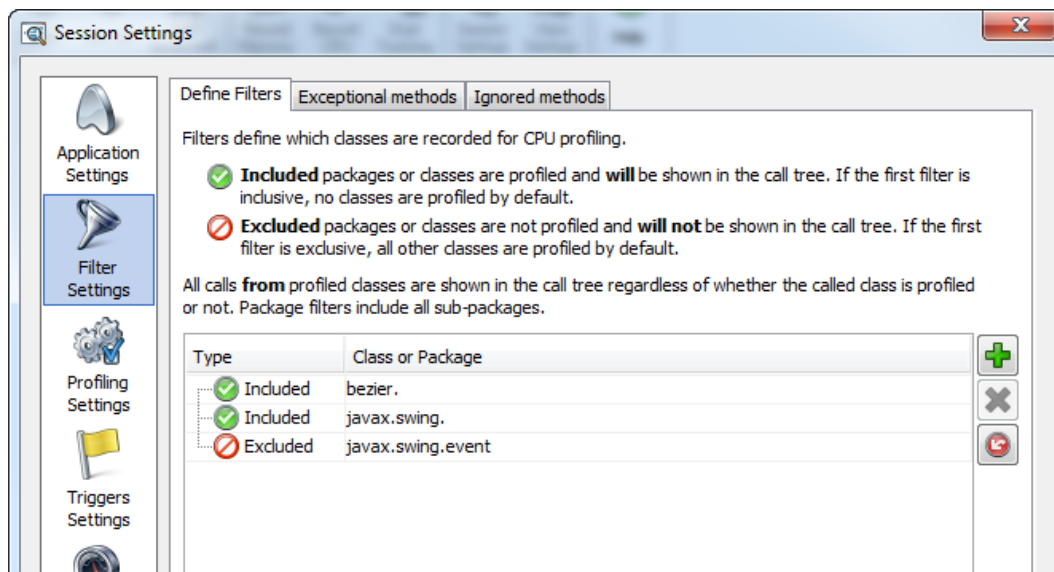 Session Settings
Define Filters
Exceptional methods
Ignored methods
Filters define which classes are recorded for CPU profiling.
Included packages or classes are profiled and will be shown in the call tree. If the first filter is
inclusive, no classes are profiled by default.
Excluded packages or classes are not profiled and will not be shown in the call tree. If the first
filter is exclusive, all other classes are profiled by default.
All calls from profiled classes are shown in the call tree regardless of whether the called class is profiled
or not. Package filters include all sub-packages.
Type
Class or Package
Included
bezier.
Included
javax.swing.
Excluded
javax.swing.event
Application
Settings
Filter
Settings
Profiling
Settings
Triggers
Settings